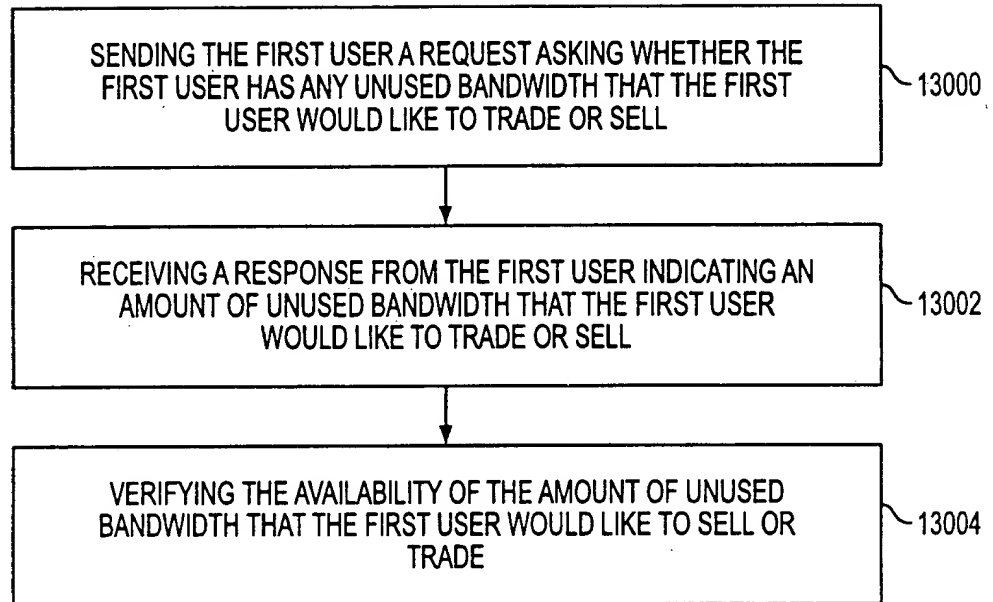 SENDING THE FIRST USER A REQUEST ASKING WHETHER THE
FIRST USER HAS ANY UNUSED BANDWIDTH THAT THE FIRST
USER WOULD LIKE TO TRADE OR SELL
13000
RECEIVING A RESPONSE FROM THE FIRST USER INDICATING AN
AMOUNT OF UNUSED BANDWIDTH THAT THE FIRST USER
WOULD LIKE TO TRADE OR SELL
13002
VERIFYING THE AVAILABILITY OF THE AMOUNT OF UNUSED
BANDWIDTH THAT THE FIRST USER WOULD LIKE TO SELL OR
TRADE
13004